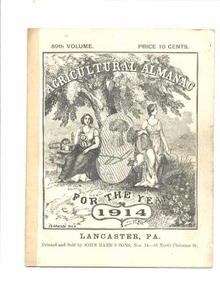 89th VOLUME. PRICE 10 CENTS.
AGRICULTURAL ALMANAC
FOR THE YEAR
1914
LANCASTER, PA.
Printed and Sold by JOHN BAER'S SONS, Nos. 14—16 North Christian St.